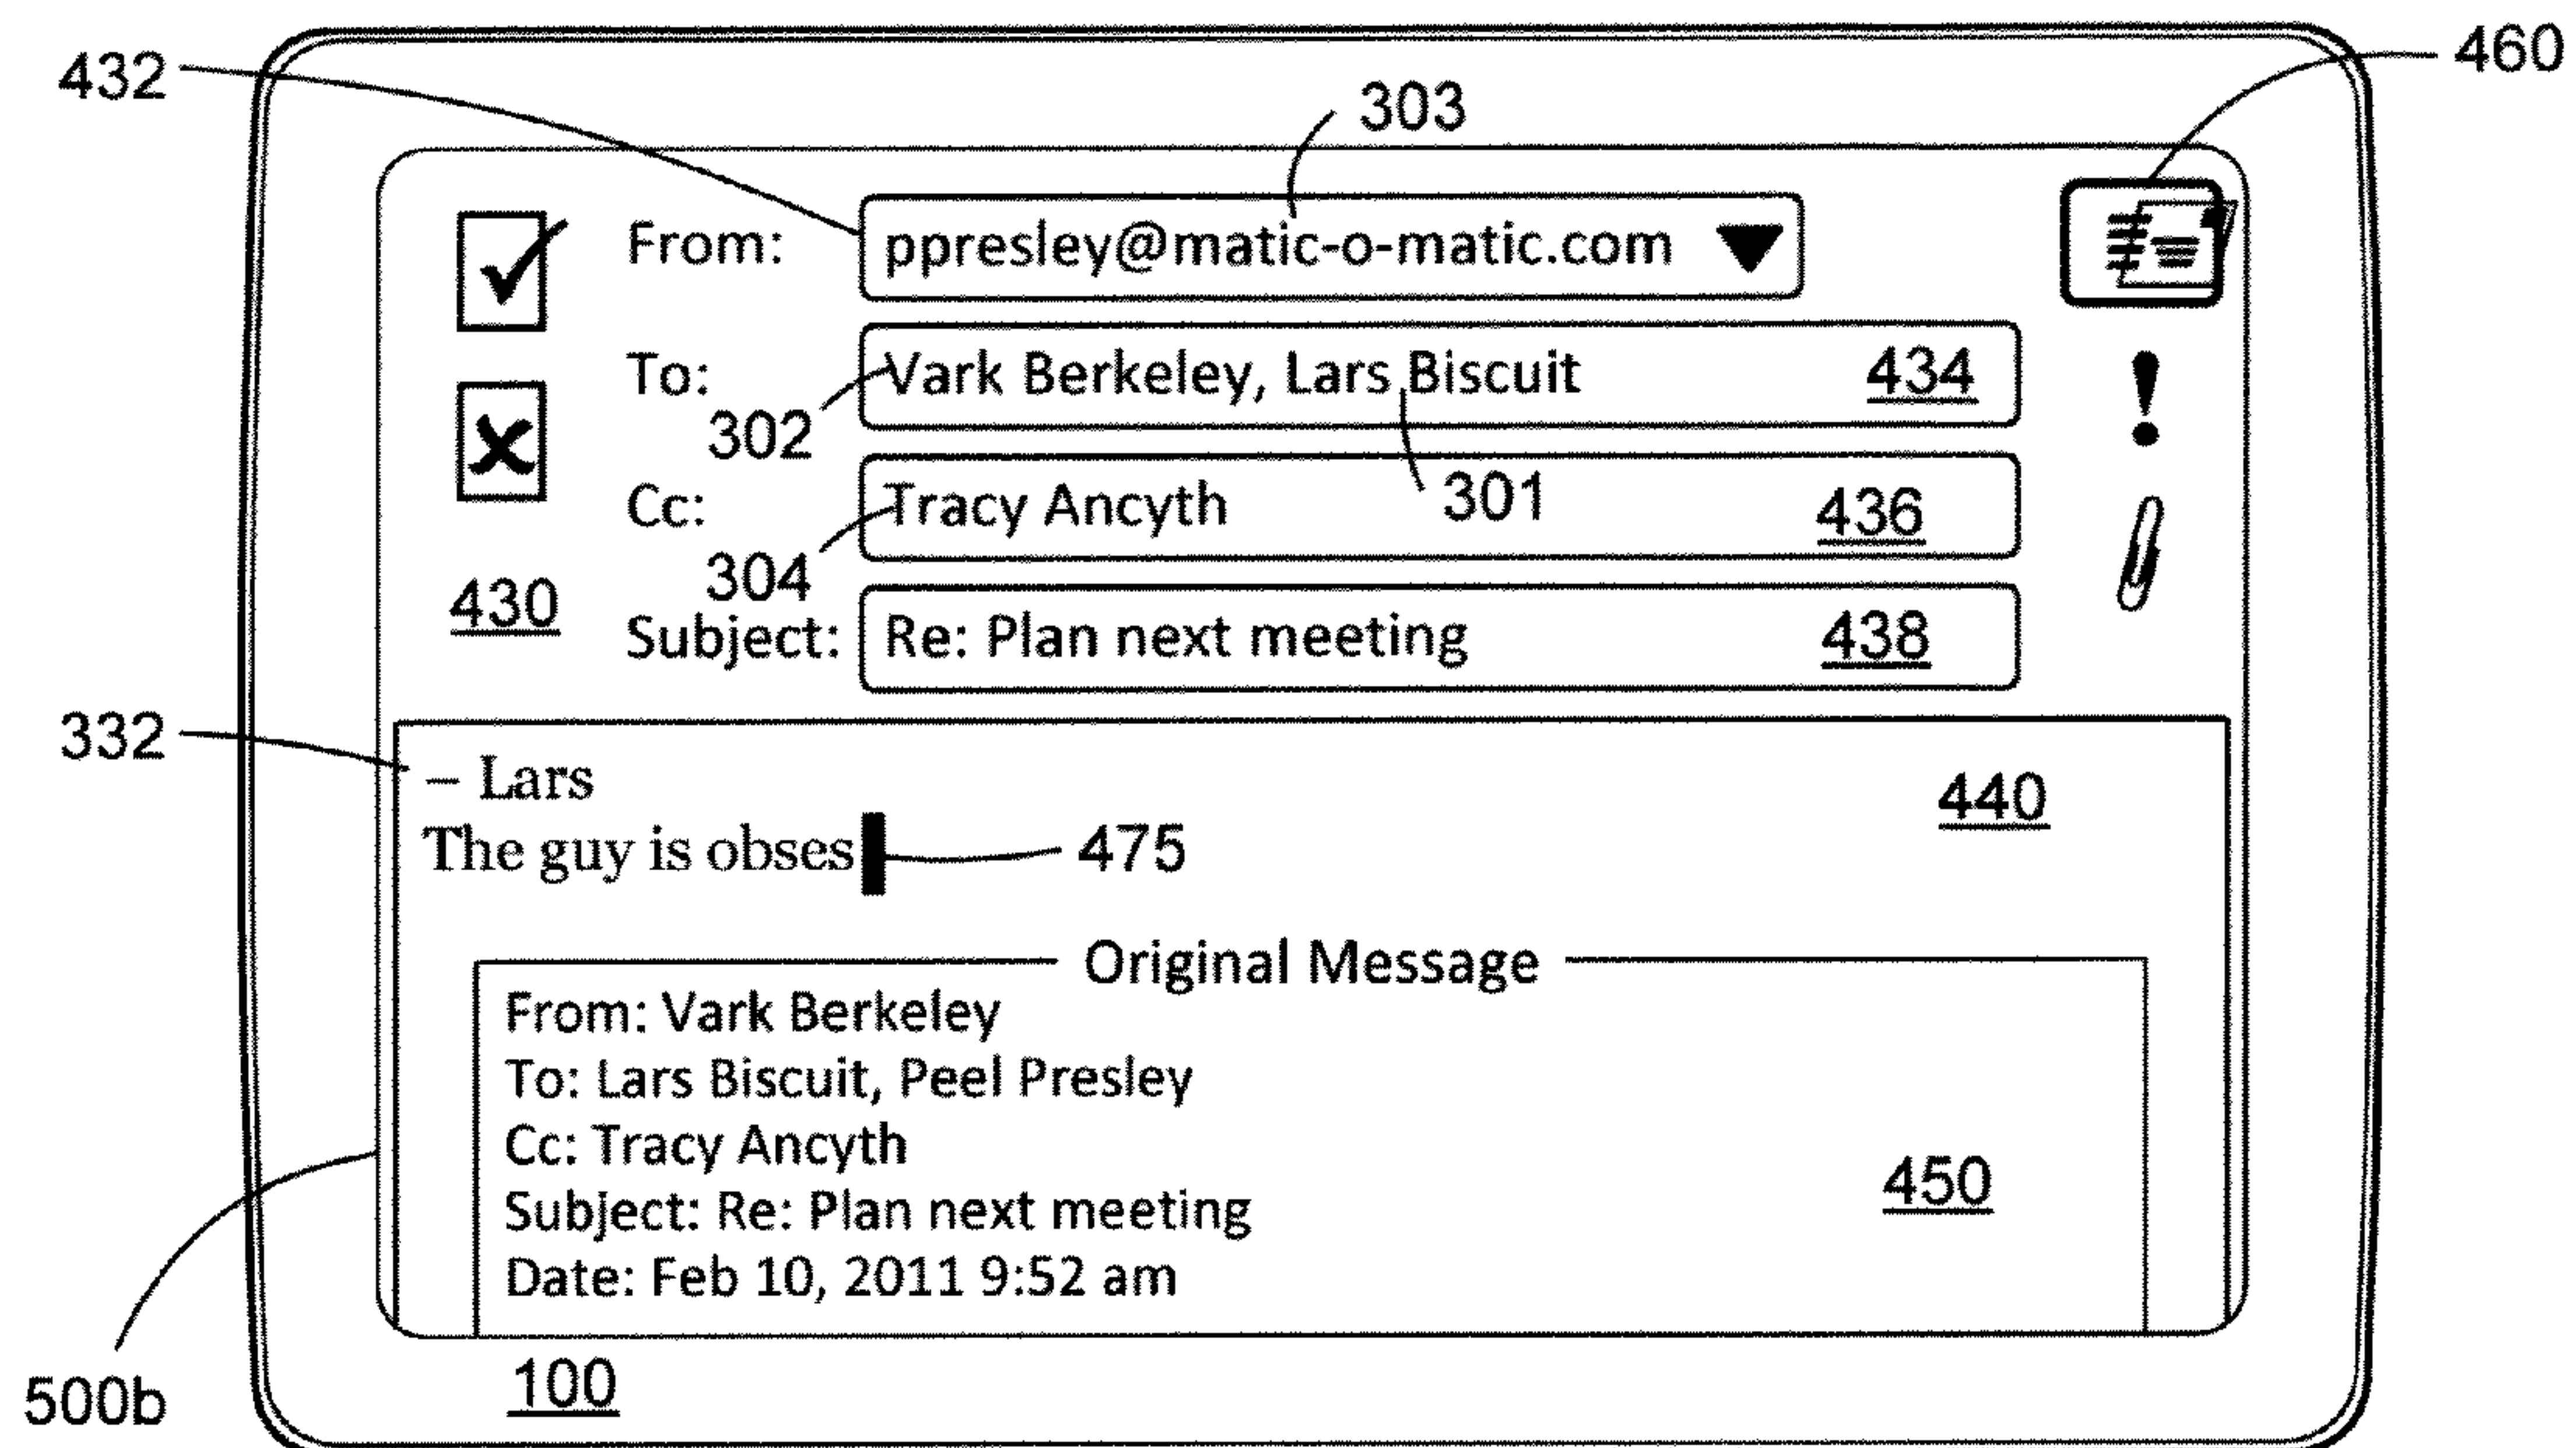 432
460
303
From: ppresley@matic-o-matic.com
To: Vark Berkeley, Lars Biscuit 434
302
301
Cc: Tracy Ancyth 436
304
430
Subject: Re: Plan next meeting 438
332
– Lars
440
The guy is obses 475
Original Message
From: Vark Berkeley
To: Lars Biscuit, Peel Presley
Cc: Tracy Ancyth
450
Subject: Re: Plan next meeting
Date: Feb 10, 2011 9:52 am
500b
100